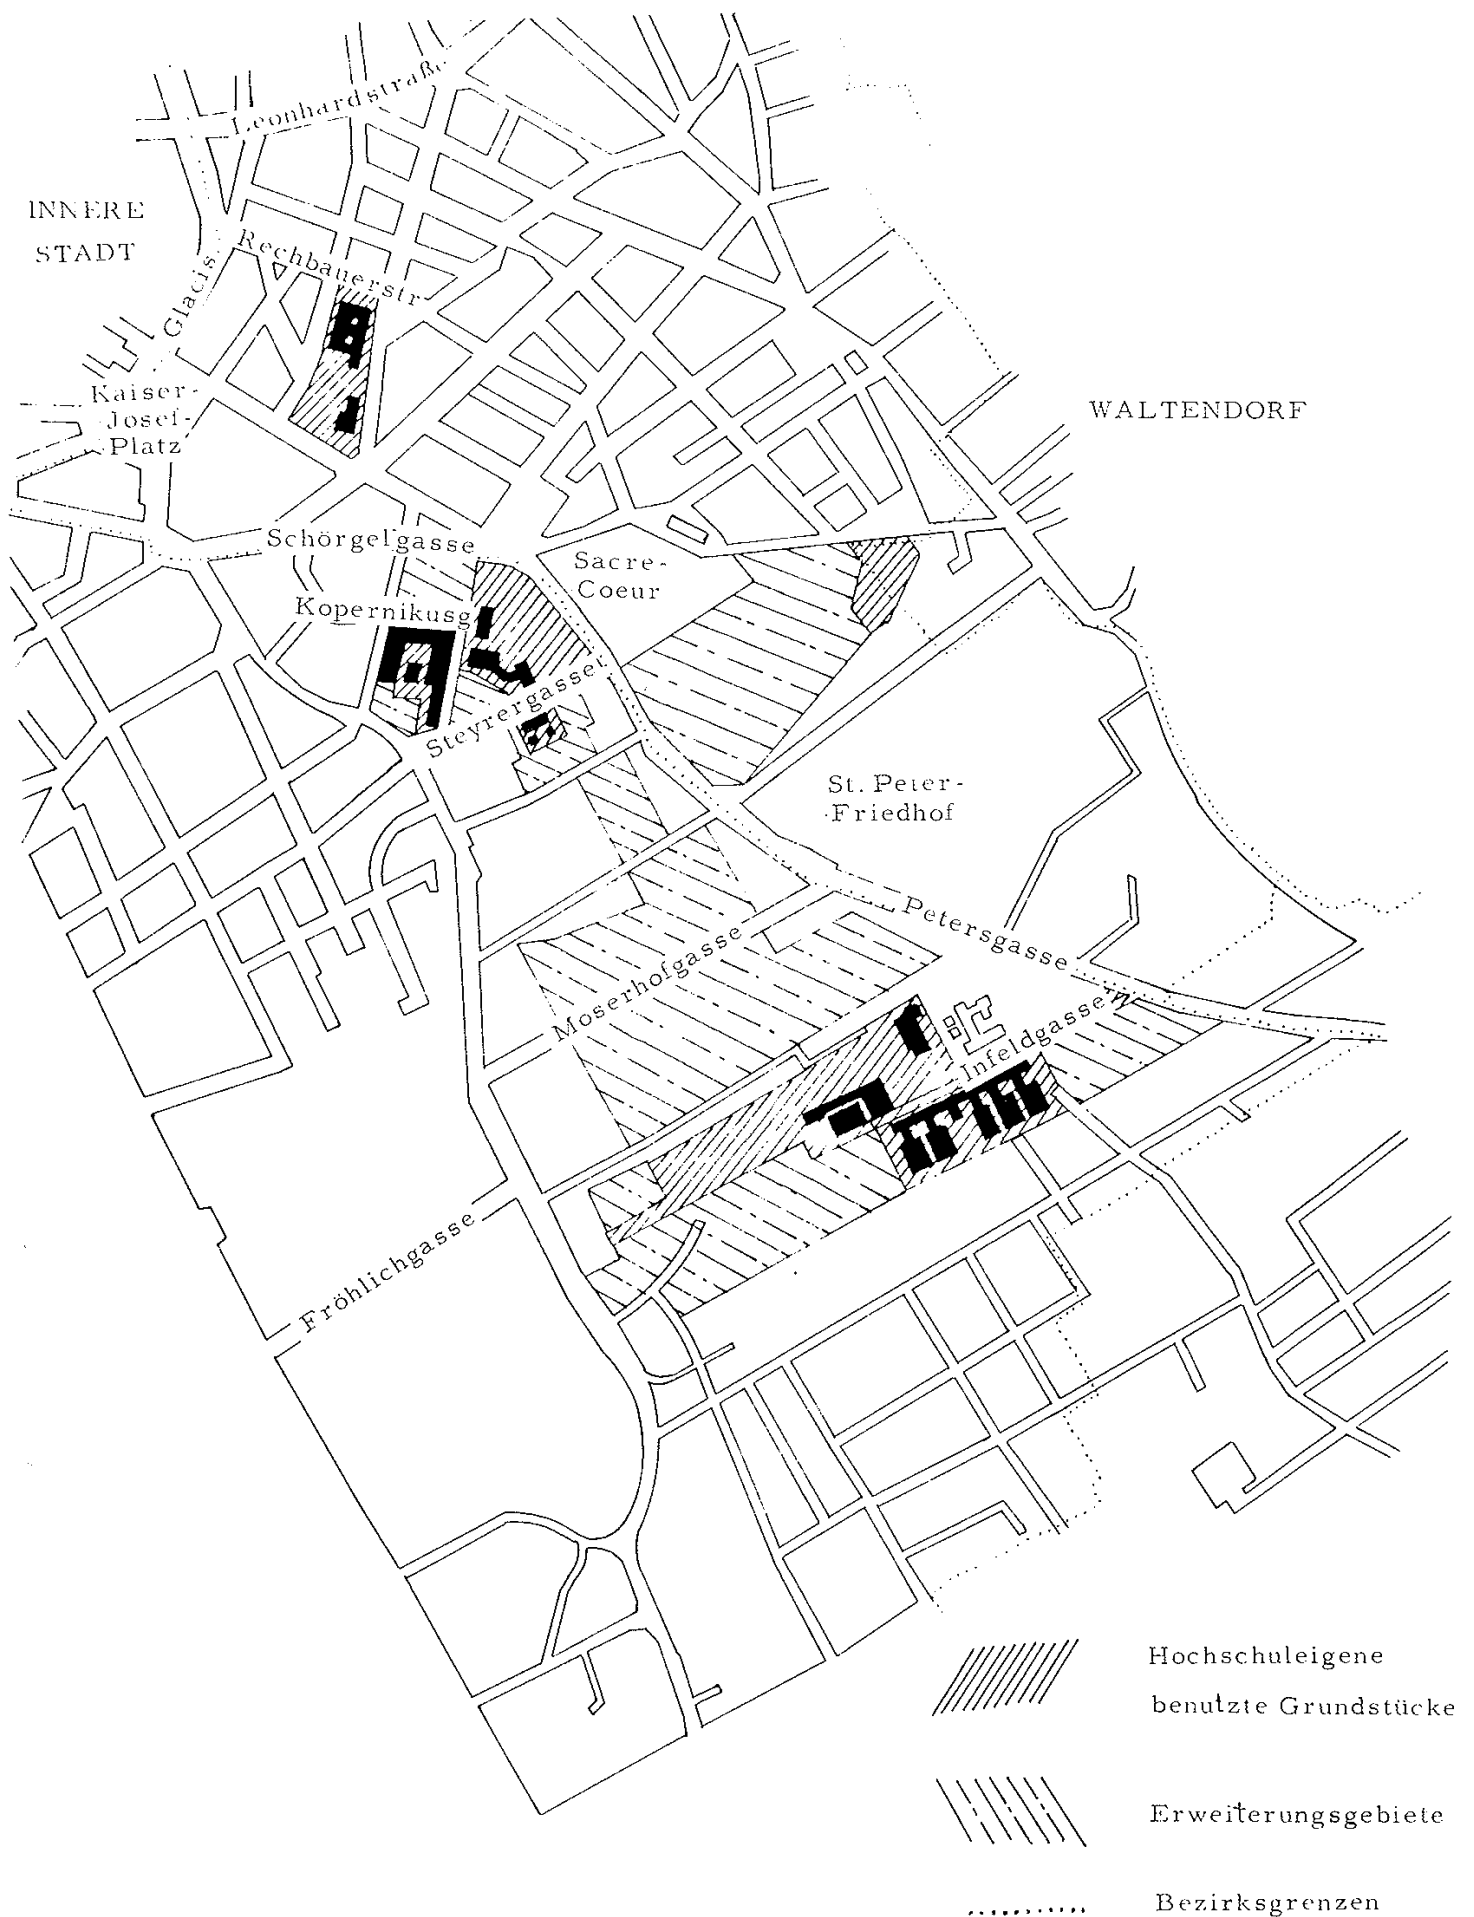 Leonhardstraße
INNERE
STADT
Rechbauerstr
Glacis
Kaiser-
Josef-
Platz
WALTENDORF
Schörgelgasse
Sacre-
Coeur
Kopernikusg
Steyrergasse
St. Peter-
Friedhof
Petersgasse
Moserhofgasse
Infeldgasse
Fröhlichgasse
Hochschuleigene
benutzte Grundstücke
Erweiterungsgebiete
Bezirksgrenzen